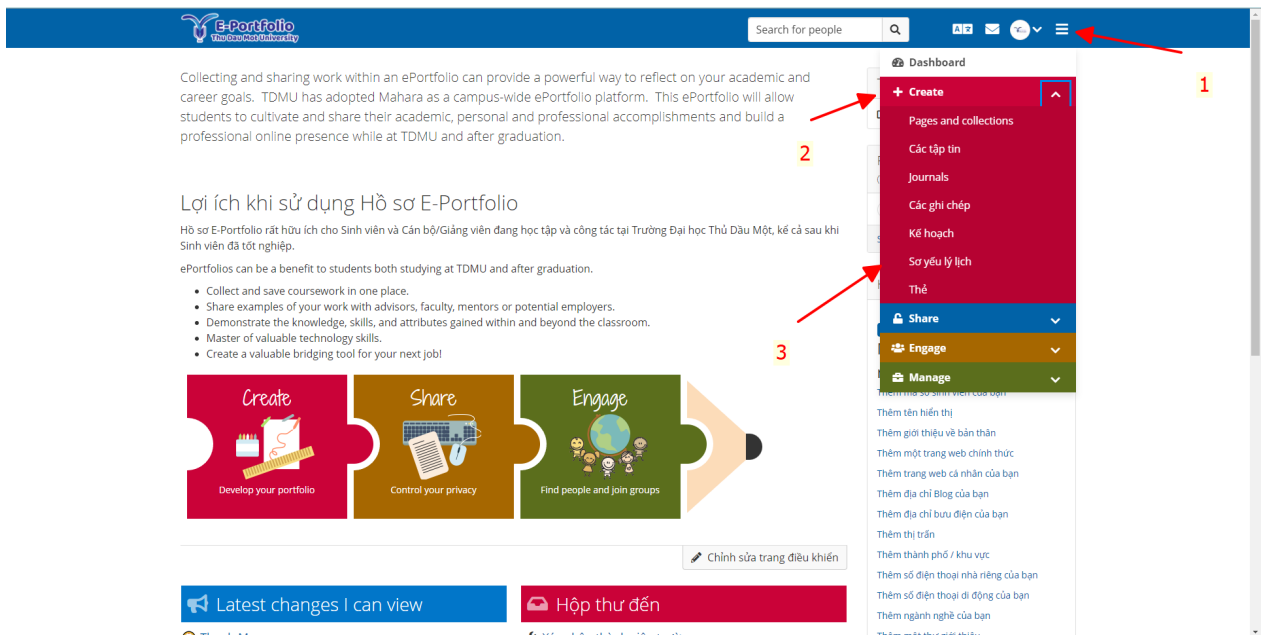 E-Portfolio
Thu Dau Mot University
Search for people
1
Dashboard
Create
Pages and collections
Các tập tin
Journals
Các ghi chép
Kế hoạch
Sơ yếu lý lịch
Thẻ
Share
Engage
Manage
2
3
Collecting and sharing work within an ePortfolio can provide a powerful way to reflect on your academic and
career goals. TDMU has adopted Mahara as a campus-wide ePortfolio platform. This ePortfolio will allow
students to cultivate and share their academic, personal and professional accomplishments and build a
professional online presence while at TDMU and after graduation.
Lợi ích khi sử dụng Hồ sơ E-Portfolio
Hồ sơ E-Portfolio rất hữu ích cho Sinh viên và Cán bộ/Giảng viên đang học tập và công tác tại Trường Đại học Thủ Dầu Một, kể cả sau khi
Sinh viên đã tốt nghiệp.
ePortfolios can be a benefit to students both studying at TDMU and after graduation.
• Collect and save coursework in one place.
• Share examples of your work with advisors, faculty, mentors or potential employers.
• Demonstrate the knowledge, skills, and attributes gained within and beyond the classroom.
• Master of valuable technology skills.
• Create a valuable bridging tool for your next job!
Create
Develop your portfolio
Share
Control your privacy
Engage
Find people and join groups
Chỉnh sửa trang điều khiển
Latest changes I can view
Hộp thư đến
Thêm mã số sinh viên của bạn
Thêm tên hiển thị
Thêm giới thiệu về bản thân
Thêm một trang web chính thức
Thêm trang web cá nhân của bạn
Thêm địa chỉ Blog của bạn
Thêm địa chỉ bưu điện của bạn
Thêm thị trấn
Thêm thành phố / khu vực
Thêm số điện thoại nhà riêng của bạn
Thêm số điện thoại di động của bạn
Thêm ngành nghề của bạn